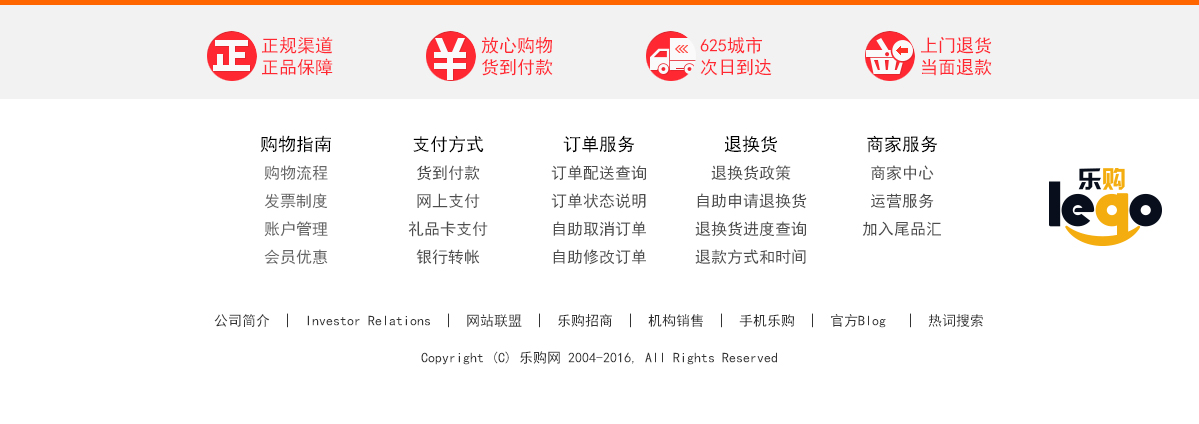 正 正规渠道 ¥ 放心购物 625城市 上门退货
正品保障 货到付款 次日到达 当面退款
购物指南 支付方式 订单服务 退换货 商家服务
购物流程 货到付款 订单配送查询 退换货政策 商家中心
发票制度 网上支付 订单状态说明 自助申请退换货 运营服务
账户管理 礼品卡支付 自助取消订单 退换货进度查询 加入尾品汇
会员优惠 银行转帐 自助修改订单 退款方式和时间
乐购
lego
公司简介 | Investor Relations | 网站联盟 | 乐购招商 | 机构销售 | 手机乐购 | 官方Blog | 热词搜索
Copyright (C) 乐购网 2004-2016, All Rights Reserved